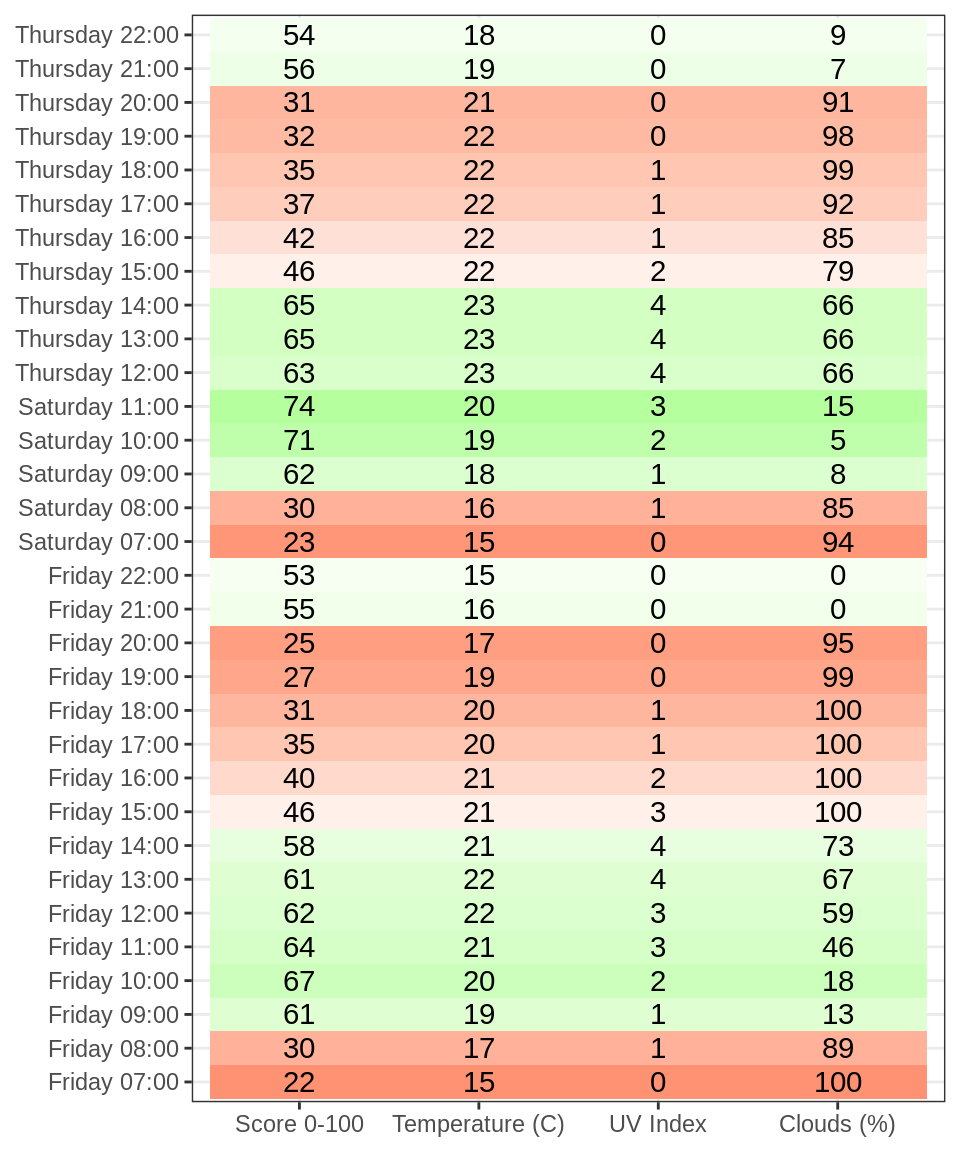 Thursday 22:00 54 18 0 9
Thursday 21:00 56 19 0 7
Thursday 20:00 31 21 0 91
Thursday 19:00 32 22 0 98
Thursday 18:00 35 22 1 99
Thursday 17:00 37 22 1 92
Thursday 16:00 42 22 1 85
Thursday 15:00 46 22 2 79
Thursday 14:00 65 23 4 66
Thursday 13:00 65 23 4 66
Thursday 12:00 63 23 4 66
Saturday 11:00 74 20 3 15
Saturday 10:00 71 19 2 5
Saturday 09:00 62 18 1 8
Saturday 08:00 30 16 1 85
Saturday 07:00 23 15 0 94
Friday 22:00 53 15 0 0
Friday 21:00 55 16 0 0
Friday 20:00 25 17 0 95
Friday 19:00 27 19 0 99
Friday 18:00 31 20 1 100
Friday 17:00 35 20 1 100
Friday 16:00 40 21 2 100
Friday 15:00 46 21 3 100
Friday 14:00 58 21 4 73
Friday 13:00 61 22 4 67
Friday 12:00 62 22 3 59
Friday 11:00 64 21 3 46
Friday 10:00 67 20 2 18
Friday 09:00 61 19 1 13
Friday 08:00 30 17 1 89
Friday 07:00 22 15 0 100
Score 0-100 Temperature (C) UV Index Clouds (%)